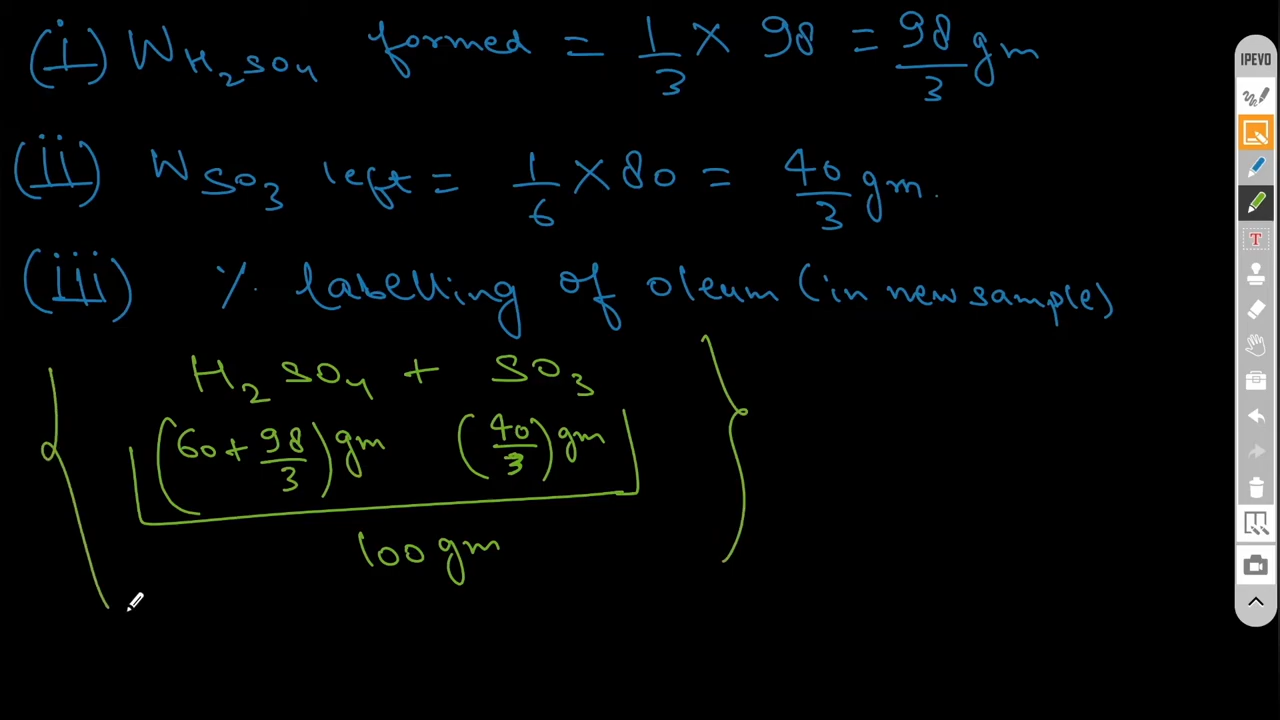 (i) W H₂SO₄ formed = 1/3 × 98 = 98/3 gm
(ii) W SO₃ left = 1/6 × 80 = 40/3 gm.
(iii) % labelling of oleum (in new sample)
H₂SO₄ + SO₃
(60 + 98/3) gm (40/3) gm
100 gm
IPEVO
T